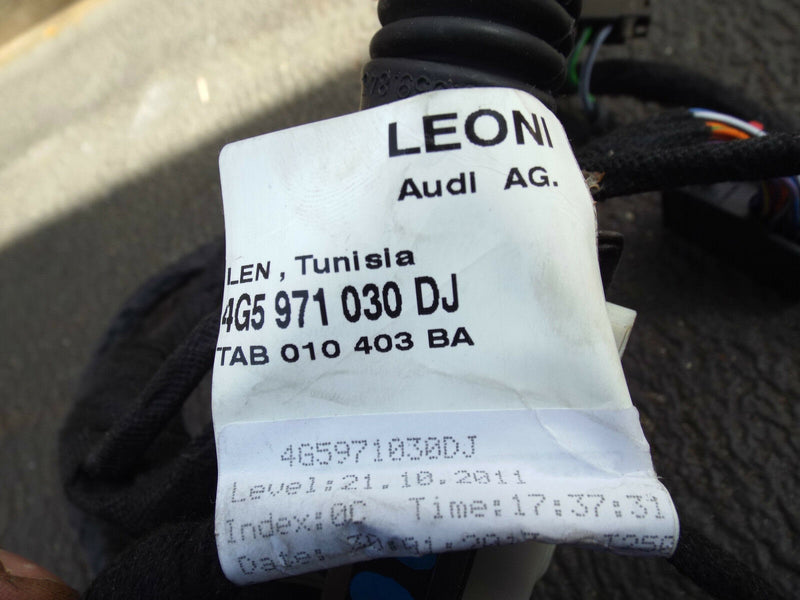 LEONI
Audi AG.
LEN , Tunisia
4G5 971 030 DJ
TAB 010 403 BA
4G5971030DJ
Level:21.10.2011
Index:0C Time:17:37:31
Date: